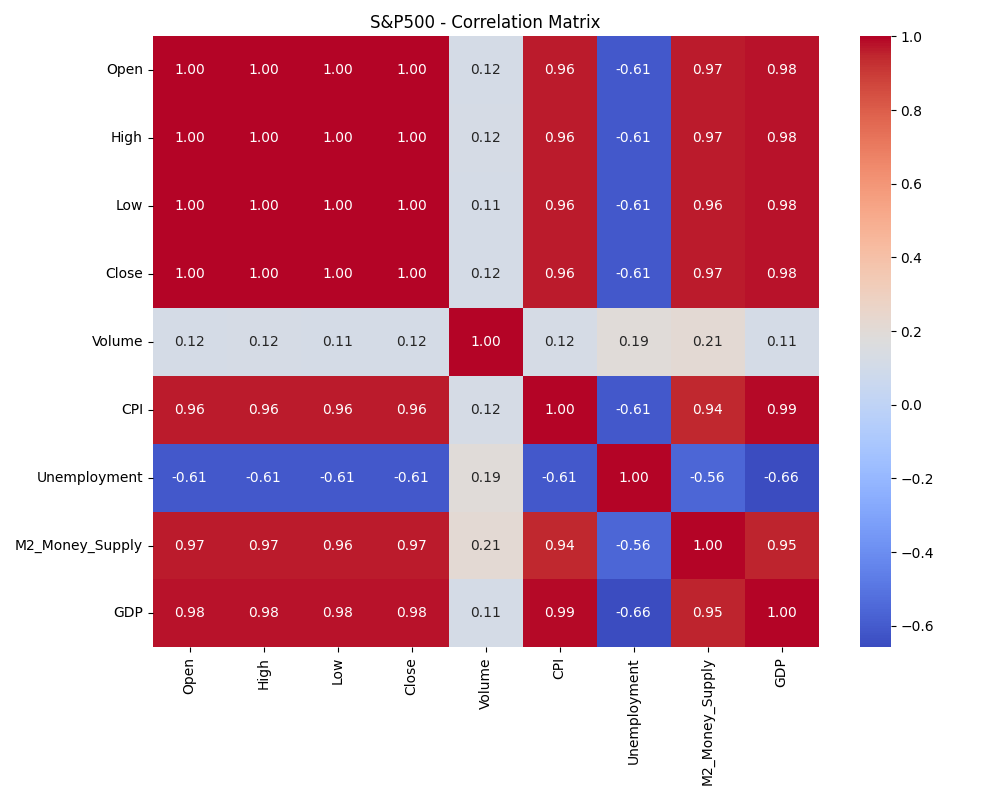 S&P500 - Correlation Matrix
Open 1.00 1.00 1.00 1.00 0.12 0.96 -0.61 0.97 0.98
High 1.00 1.00 1.00 1.00 0.12 0.96 -0.61 0.97 0.98
Low 1.00 1.00 1.00 1.00 0.11 0.96 -0.61 0.96 0.98
Close 1.00 1.00 1.00 1.00 0.12 0.96 -0.61 0.97 0.98
Volume 0.12 0.12 0.11 0.12 1.00 0.12 0.19 0.21 0.11
CPI 0.96 0.96 0.96 0.96 0.12 1.00 -0.61 0.94 0.99
Unemployment -0.61 -0.61 -0.61 -0.61 0.19 -0.61 1.00 -0.56 -0.66
M2_Money_Supply 0.97 0.97 0.96 0.97 0.21 0.94 -0.56 1.00 0.95
GDP 0.98 0.98 0.98 0.98 0.11 0.99 -0.66 0.95 1.00
Open High Low Close Volume CPI Unemployment M2_Money_Supply GDP
1.0
0.8
0.6
0.4
0.2
0.0
−0.2
−0.4
−0.6